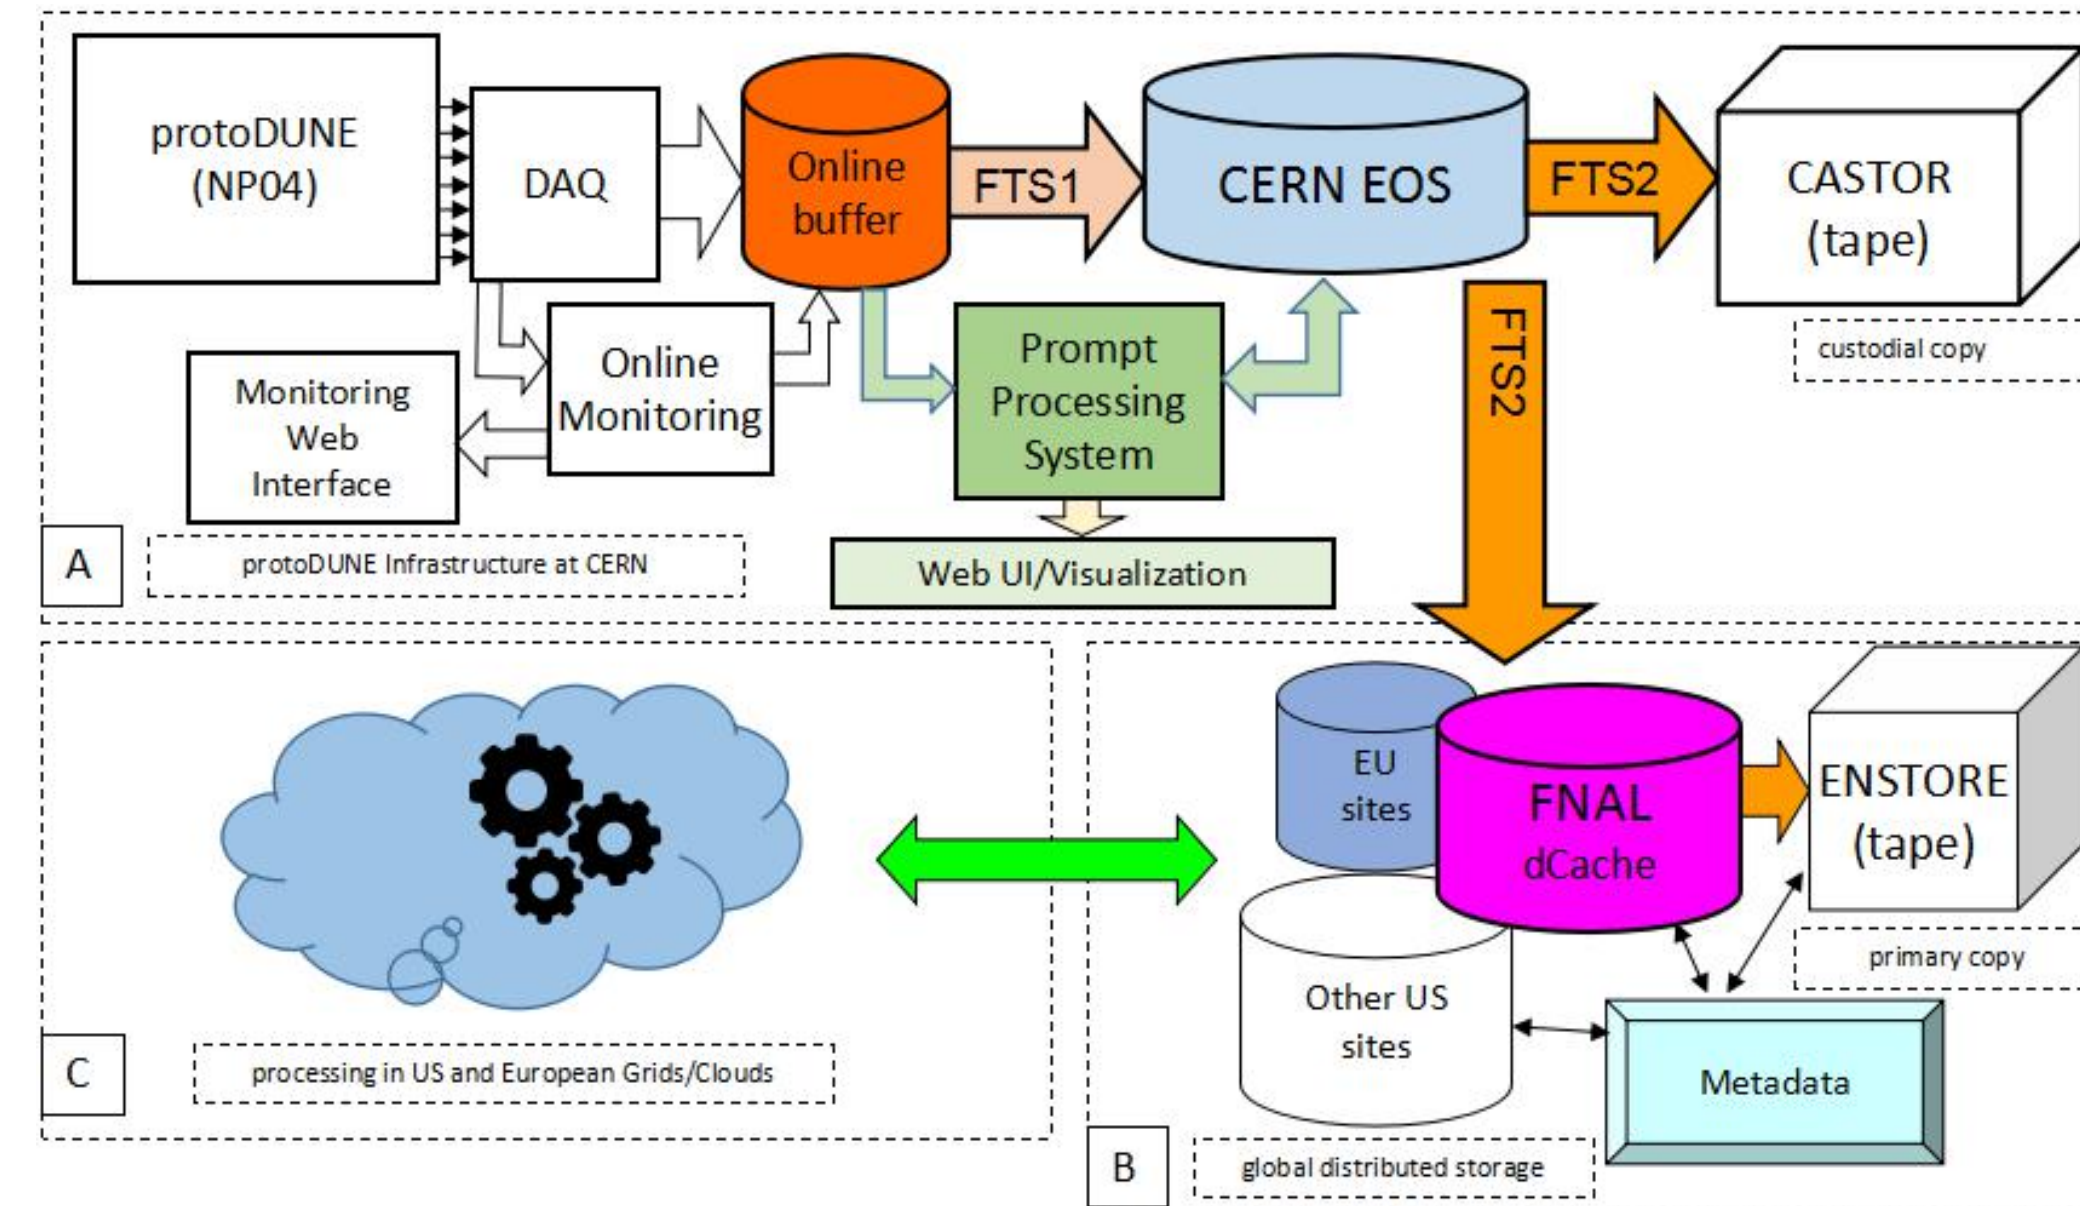 protoDUNE
(NP04)
DAQ
Online
buffer
FTS1
CERN EOS
FTS2
CASTOR
(tape)
custodial copy
Online
Monitoring
Monitoring
Web
Interface
Prompt
Processing
System
FTS2
A
protoDUNE Infrastructure at CERN
Web UI/Visualization
EU
sites
FNAL
dCache
ENSTORE
(tape)
primary copy
Other US
sites
Metadata
C
processing in US and European Grids/Clouds
B
global distributed storage